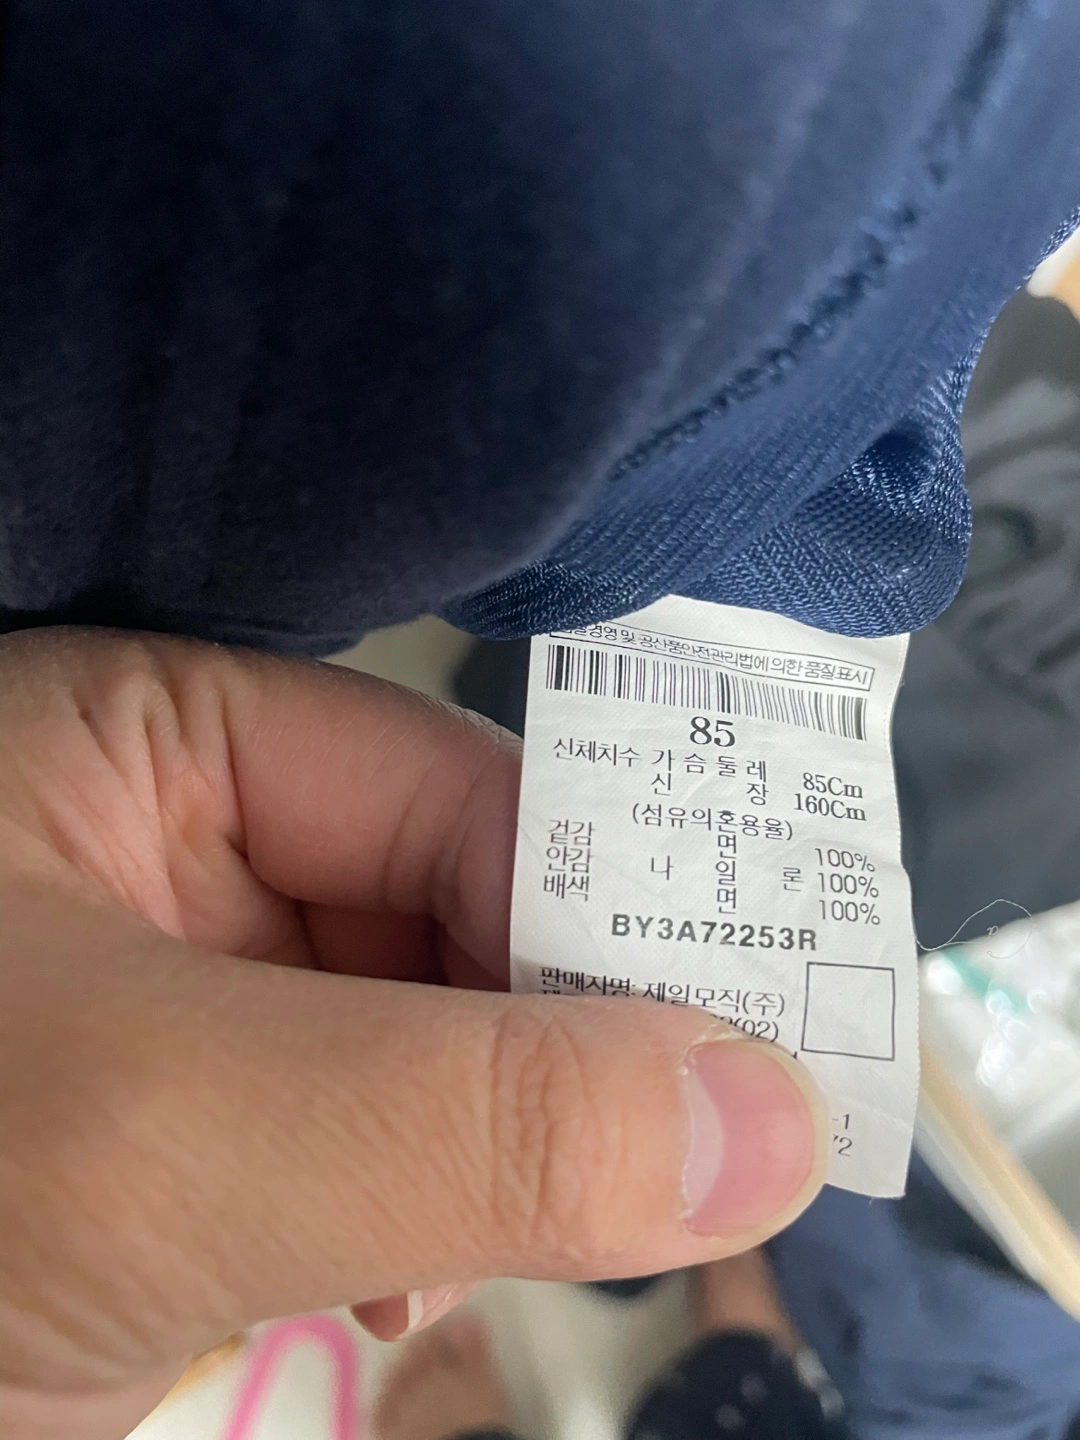 경영 및 공산품안전관리법에 의한 품질표시
85
신체치수 가슴둘레 85Cm
신 장 160Cm
(섬유의혼용율)
겉감 면 100%
안감 나 일 론 100%
배색 면 100%
BY3A72253R
판매자명: 제일모직(주)
(02)
-1
72